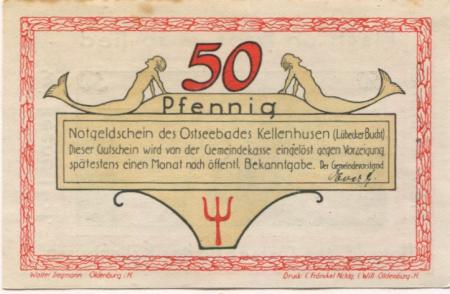 50
Pfennig
Notgeldschein des Ostseebades Kellenhusen (Lübecker Bucht)
Dieser Gutschein wird von der Gemeindekasse eingelöst gegen Vorzeigung
spätestens einen Monat nach öffentl. Bekanntgabe. Der Gemeindevorstand
Walter Siegmann Oldenburg i. H.
Druck: C. Fränckel Nchfg. (C. Will) Oldenburg i. H.